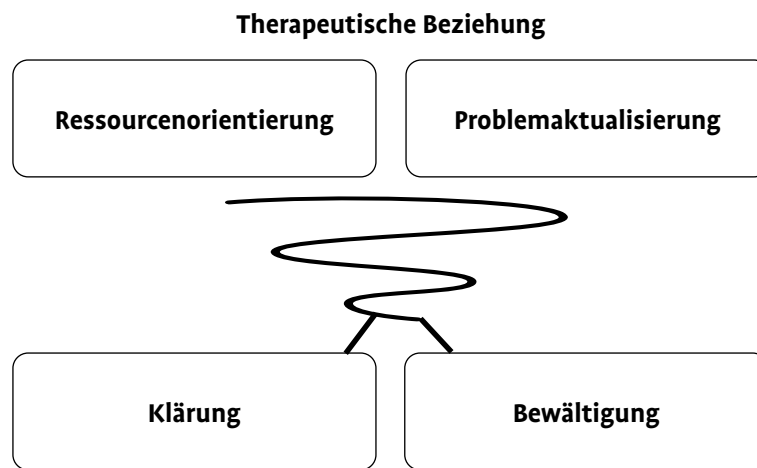 Therapeutische Beziehung
Ressourcenorientierung
Problemaktualisierung
Klärung
Bewältigung